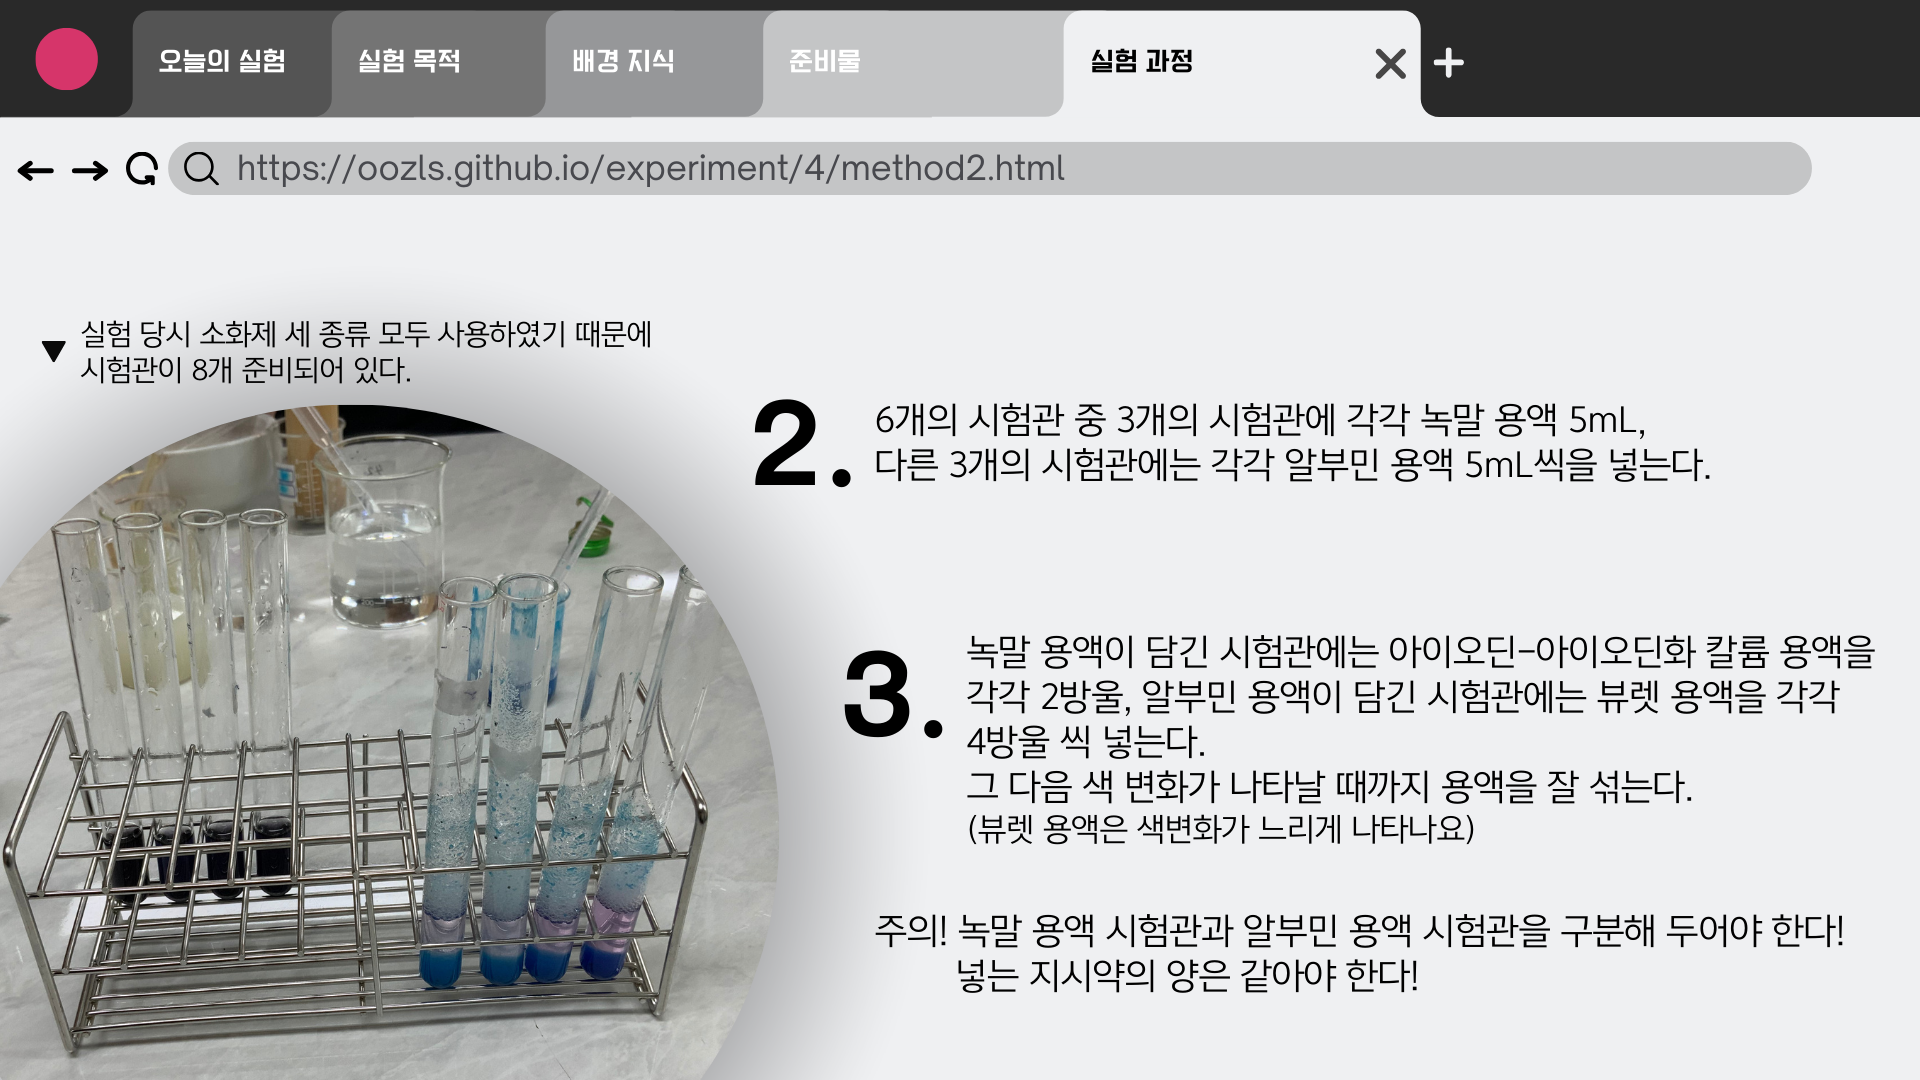 오늘의 실험
실험 목적
배경 지식
준비물
실험 과정
https://oozls.github.io/experiment/4/method2.html
실험 당시 소화제 세 종류 모두 사용하였기 때문에
시험관이 8개 준비되어 있다.
2.
6개의 시험관 중 3개의 시험관에 각각 녹말 용액 5mL,
다른 3개의 시험관에는 각각 알부민 용액 5mL씩을 넣는다.
3.
녹말 용액이 담긴 시험관에는 아이오딘-아이오딘화 칼륨 용액을
각각 2방울, 알부민 용액이 담긴 시험관에는 뷰렛 용액을 각각
4방울 씩 넣는다.
그 다음 색 변화가 나타날 때까지 용액을 잘 섞는다.
(뷰렛 용액은 색변화가 느리게 나타나요)
주의! 녹말 용액 시험관과 알부민 용액 시험관을 구분해 두어야 한다!
넣는 지시약의 양은 같아야 한다!